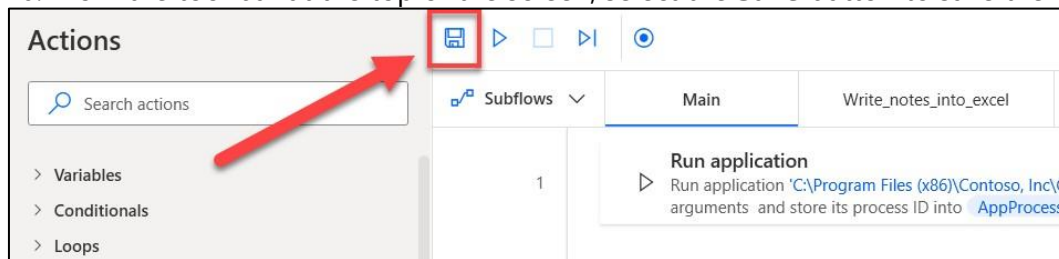 Actions
Search actions
Subflows
Main
Write_notes_into_excel
Variables
Conditionals
Loops
1
Run application
Run application 'C:\Program Files (x86)\Contoso, Inc\
arguments and store its process ID into AppProcess